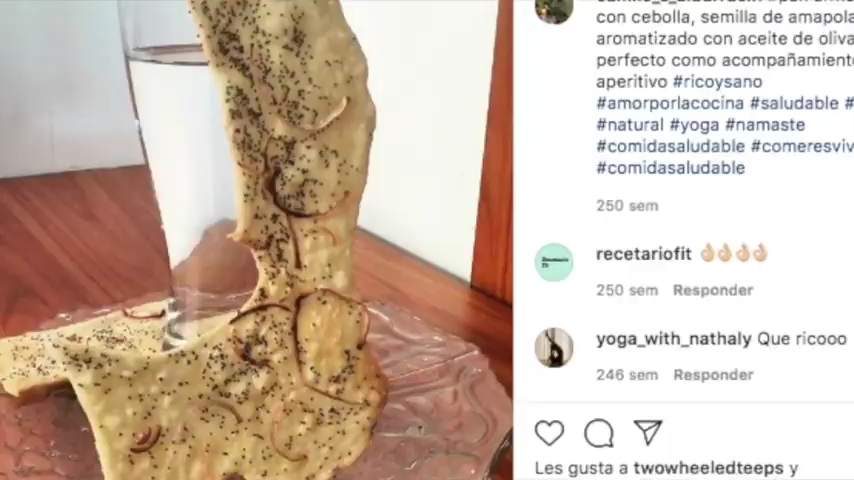 con cebolla, semilla de amapola
aromatizado con aceite de oliva
perfecto como acompañamiento
aperitivo #ricoysano
#amorporlacocina #saludable #
#natural #yoga #namaste
#comidasaludable #comeresviv
#comidasaludable
250 sem
recetariofit 👌🏼👌🏼👌🏼👌🏼
250 sem Responder
yoga_with_nathaly Que ricooo
246 sem Responder
Les gusta a twowheeledteeps y